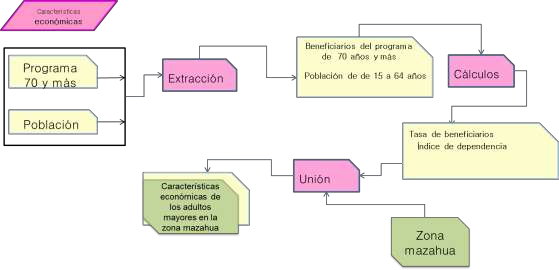 Características
económicas
Programa
70 y más
Población
Extracción
Beneficiarios del programa
de 70 años y más
Población de de 15 a 64 años
Cálculos
Tasa de beneficiarios
Índice de dependencia
Unión
Características
económicas de
los adultos
mayores en la
zona mazahua
Zona
mazahua